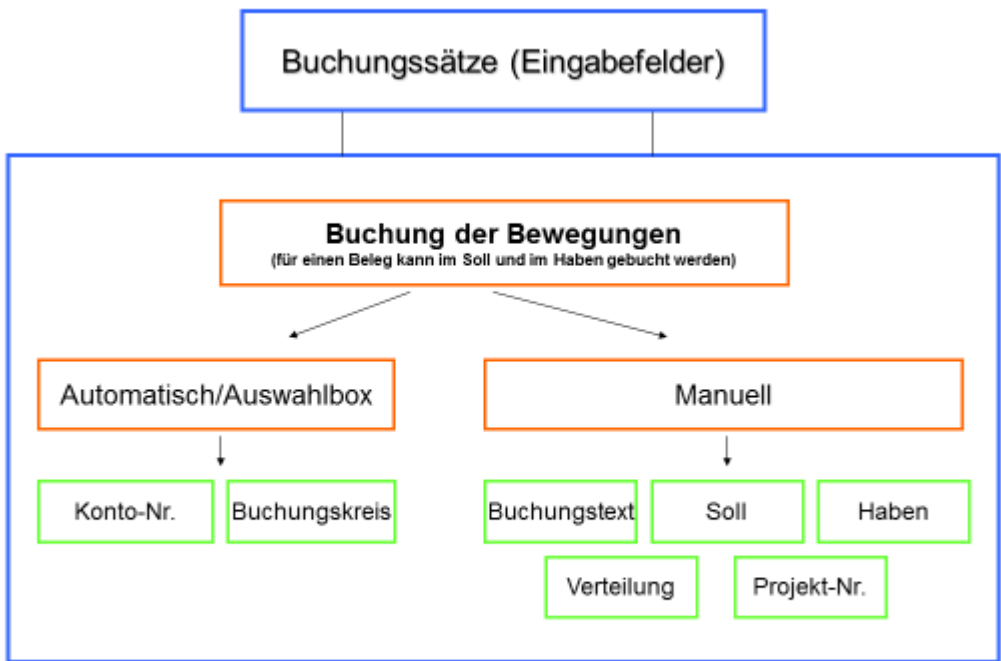 Buchungssätze (Eingabefelder)
Buchung der Bewegungen
(für einen Beleg kann im Soll und im Haben gebucht werden)
Automatisch/Auswahlbox
Manuell
Konto-Nr.
Buchungskreis
Buchungstext
Soll
Haben
Verteilung
Projekt-Nr.